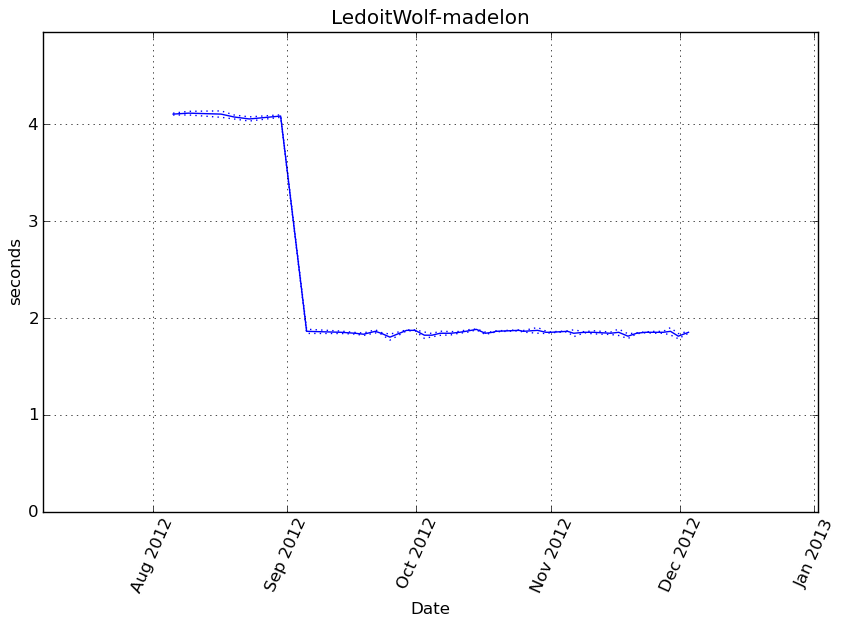 LedoitWolf-madelon
seconds
4
3
2
1
0
Aug 2012
Sep 2012
Oct 2012
Nov 2012
Dec 2012
Jan 2013
Date